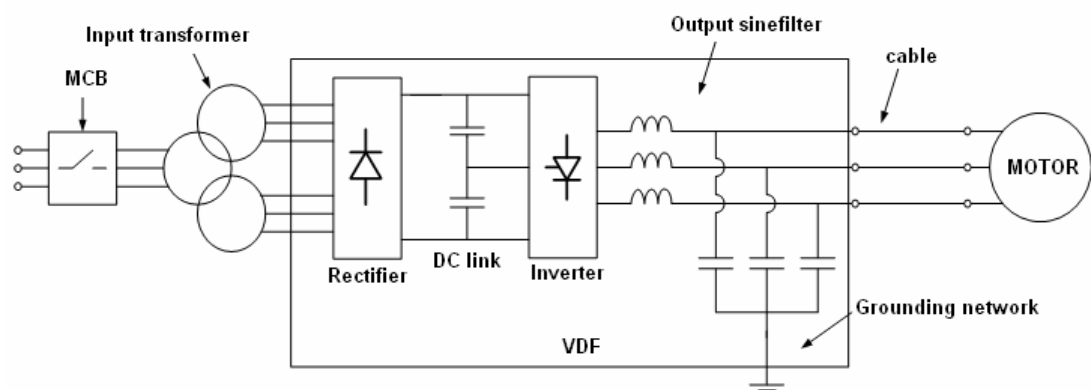 Output sinefilter
Input transformer
cable
MCB
MOTOR
Rectifier
DC link
Inverter
Grounding network
VDF